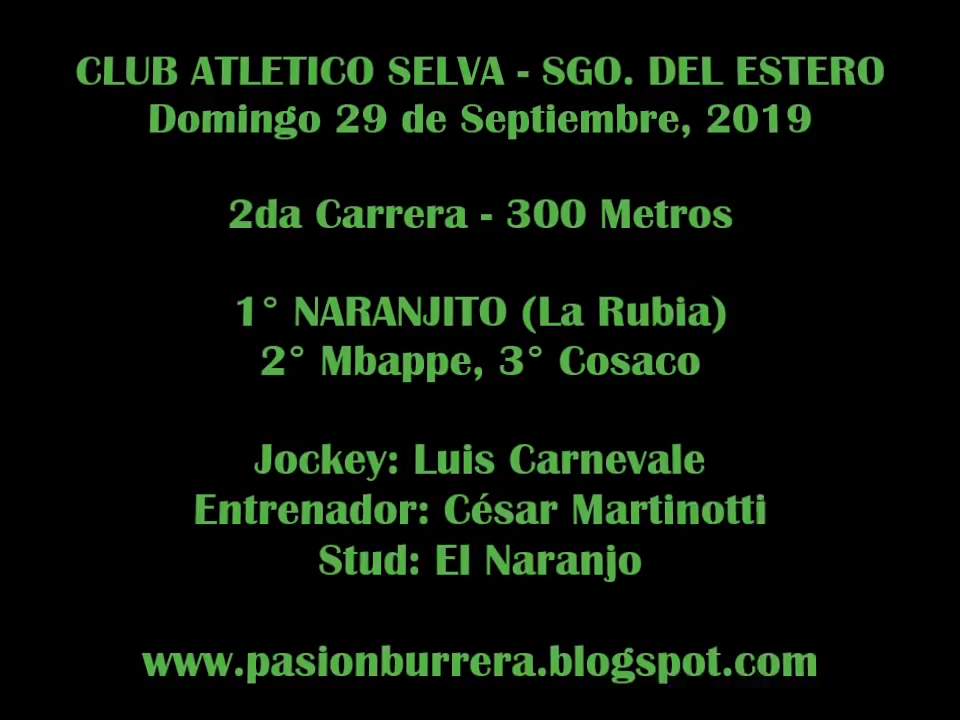 CLUB ATLETICO SELVA - SGO. DEL ESTERO
Domingo 29 de Septiembre, 2019
2da Carrera - 300 Metros
1° NARANJITO (La Rubia)
2° Mbappe, 3° Cosaco
Jockey: Luis Carnevale
Entrenador: César Martinotti
Stud: El Naranjo
www.pasionburrera.blogspot.com